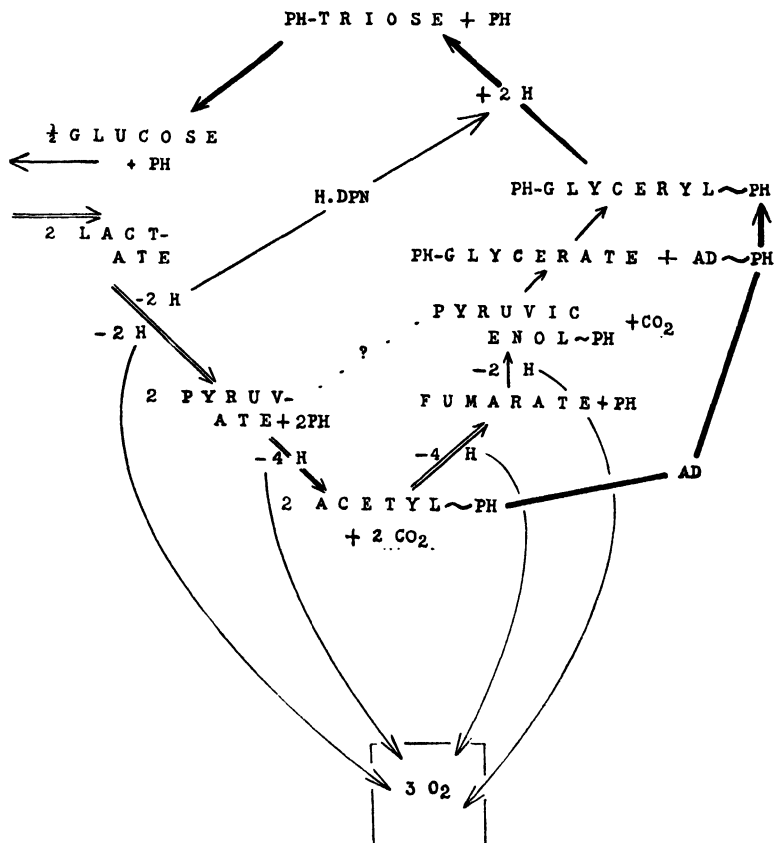 PH-TRIOSE + PH
+ 2 H
½ GLUCOSE
+ PH
H.DPN
PH-GLYCERYL~PH
2 LACT-
ATE
PH-GLYCERATE + AD~PH
-2 H
-2 H
PYRUVIC
ENOL~PH
+CO2
?
-2 H
2 PYRUV-
ATE+2PH
FUMARATE+PH
-4 H
-4 H
AD
2 ACETYL~PH
+ 2 CO2
3 O2